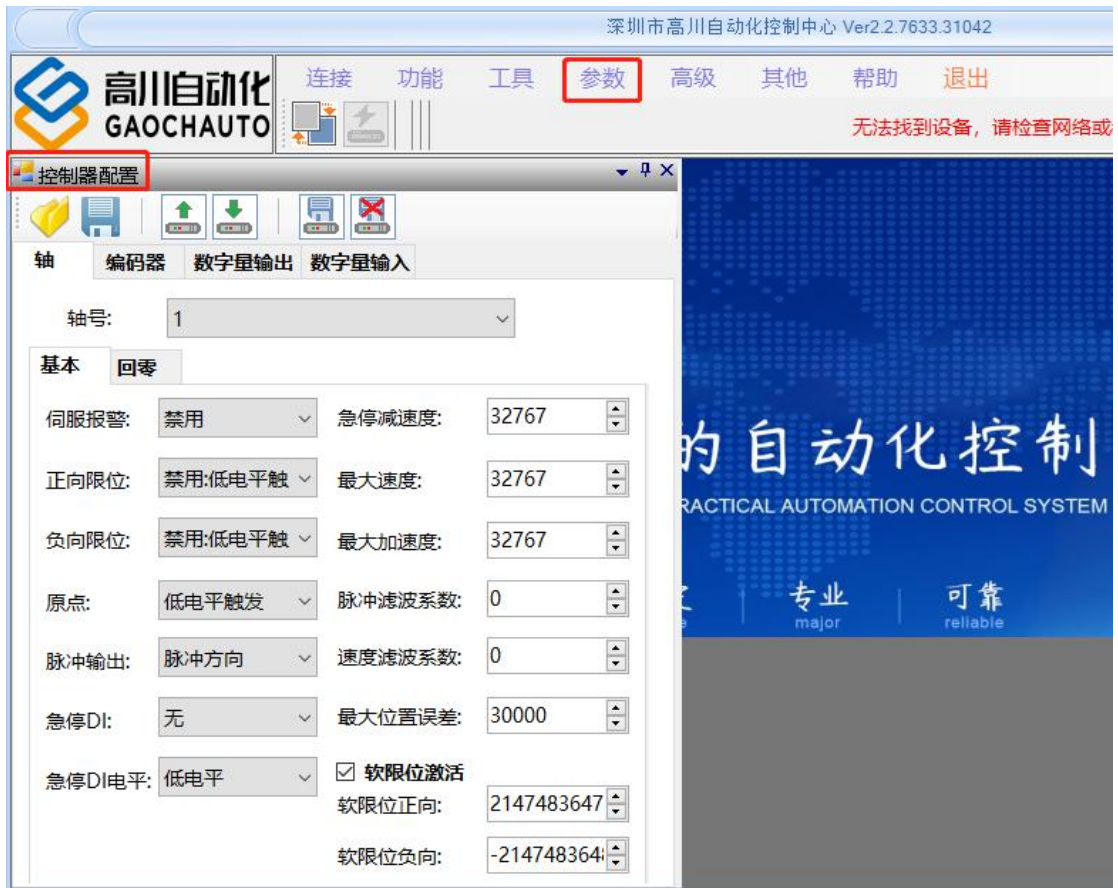 深圳市高川自动化控制中心 Ver2.2.7633.31042
高川自动化
GAOCHAUTO
连接 功能 工具 参数 高级 其他 帮助 退出
无法找到设备，请检查网络或
控制器配置
轴 编码器 数字量输出 数字量输入
轴号: 1
基本 回零
伺服报警: 禁用 急停减速度: 32767
正向限位: 禁用:低电平触 最大速度: 32767
负向限位: 禁用:低电平触 最大加速度: 32767
原点: 低电平触发 脉冲滤波系数: 0
脉冲输出: 脉冲方向 速度滤波系数: 0
急停DI: 无 最大位置误差: 30000
急停DI电平: 低电平 软限位激活
软限位正向: 2147483647
软限位负向: -214748364
的自动化控制
RACTICAL AUTOMATION CONTROL SYSTEM
专业 可靠
major reliable